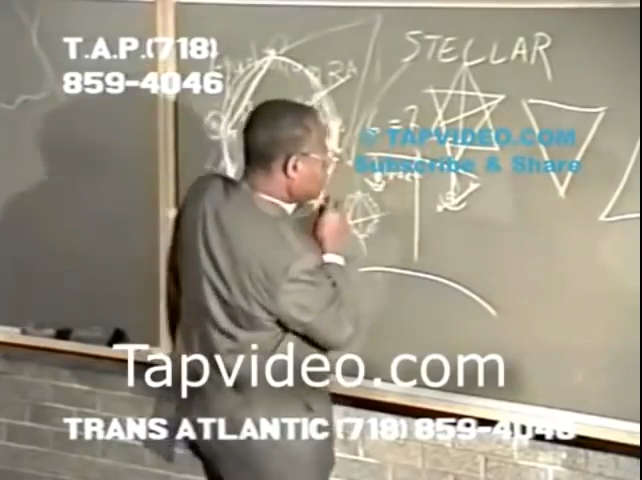 T.A.P.(718)
859-4046
STELLAR
© TAPVIDEO.COM
Subscribe & Share
Tapvideo.com
TRANS ATLANTIC (718) 859-4046